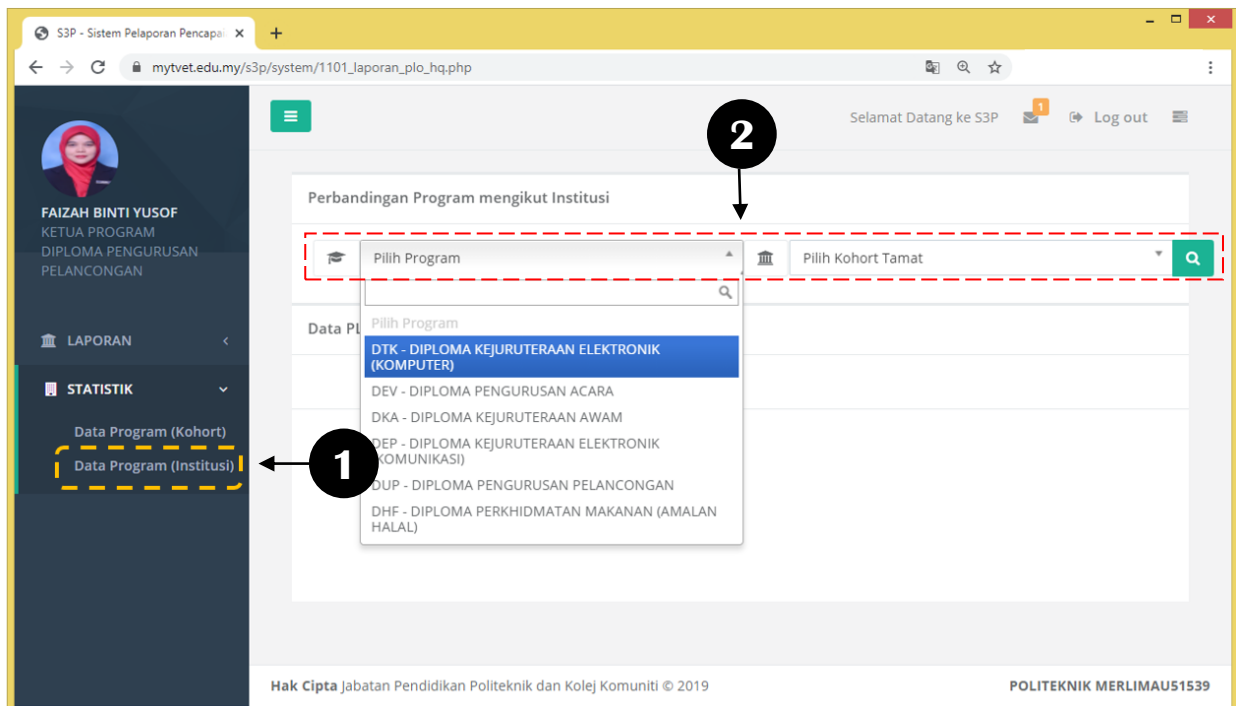 S3P - Sistem Pelaporan Pencapai
mytvet.edu.my/s3p/system/1101_laporan_plo_hq.php
Selamat Datang ke S3P 1 Log out
2
FAIZAH BINTI YUSOF
KETUA PROGRAM
DIPLOMA PENGURUSAN
PELANCONGAN
LAPORAN
STATISTIK
Data Program (Kohort)
Data Program (Institusi)
1
Perbandingan Program mengikut Institusi
Pilih Program
Pilih Kohort Tamat
Data PL
Pilih Program
DTK - DIPLOMA KEJURUTERAAN ELEKTRONIK
(KOMPUTER)
DEV - DIPLOMA PENGURUSAN ACARA
DKA - DIPLOMA KEJURUTERAAN AWAM
DEP - DIPLOMA KEJURUTERAAN ELEKTRONIK
KOMUNIKASI)
DUP - DIPLOMA PENGURUSAN PELANCONGAN
DHF - DIPLOMA PERKHIDMATAN MAKANAN (AMALAN
HALAL)
Hak Cipta Jabatan Pendidikan Politeknik dan Kolej Komuniti © 2019
POLITEKNIK MERLIMAU51539